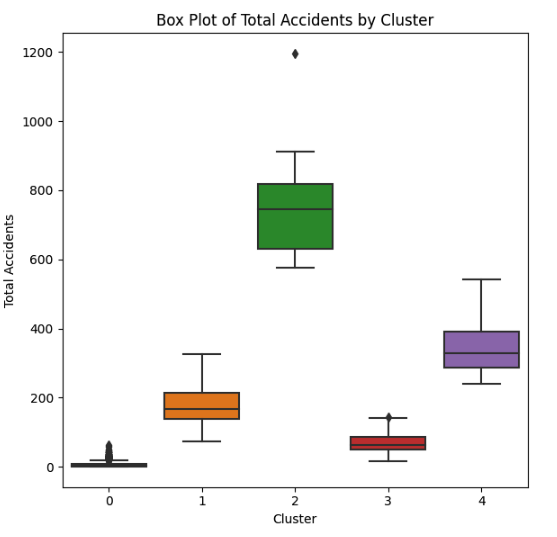 Box Plot of Total Accidents by Cluster
1200
1000
800
600
400
200
0
Total Accidents
0 1 2 3 4
Cluster